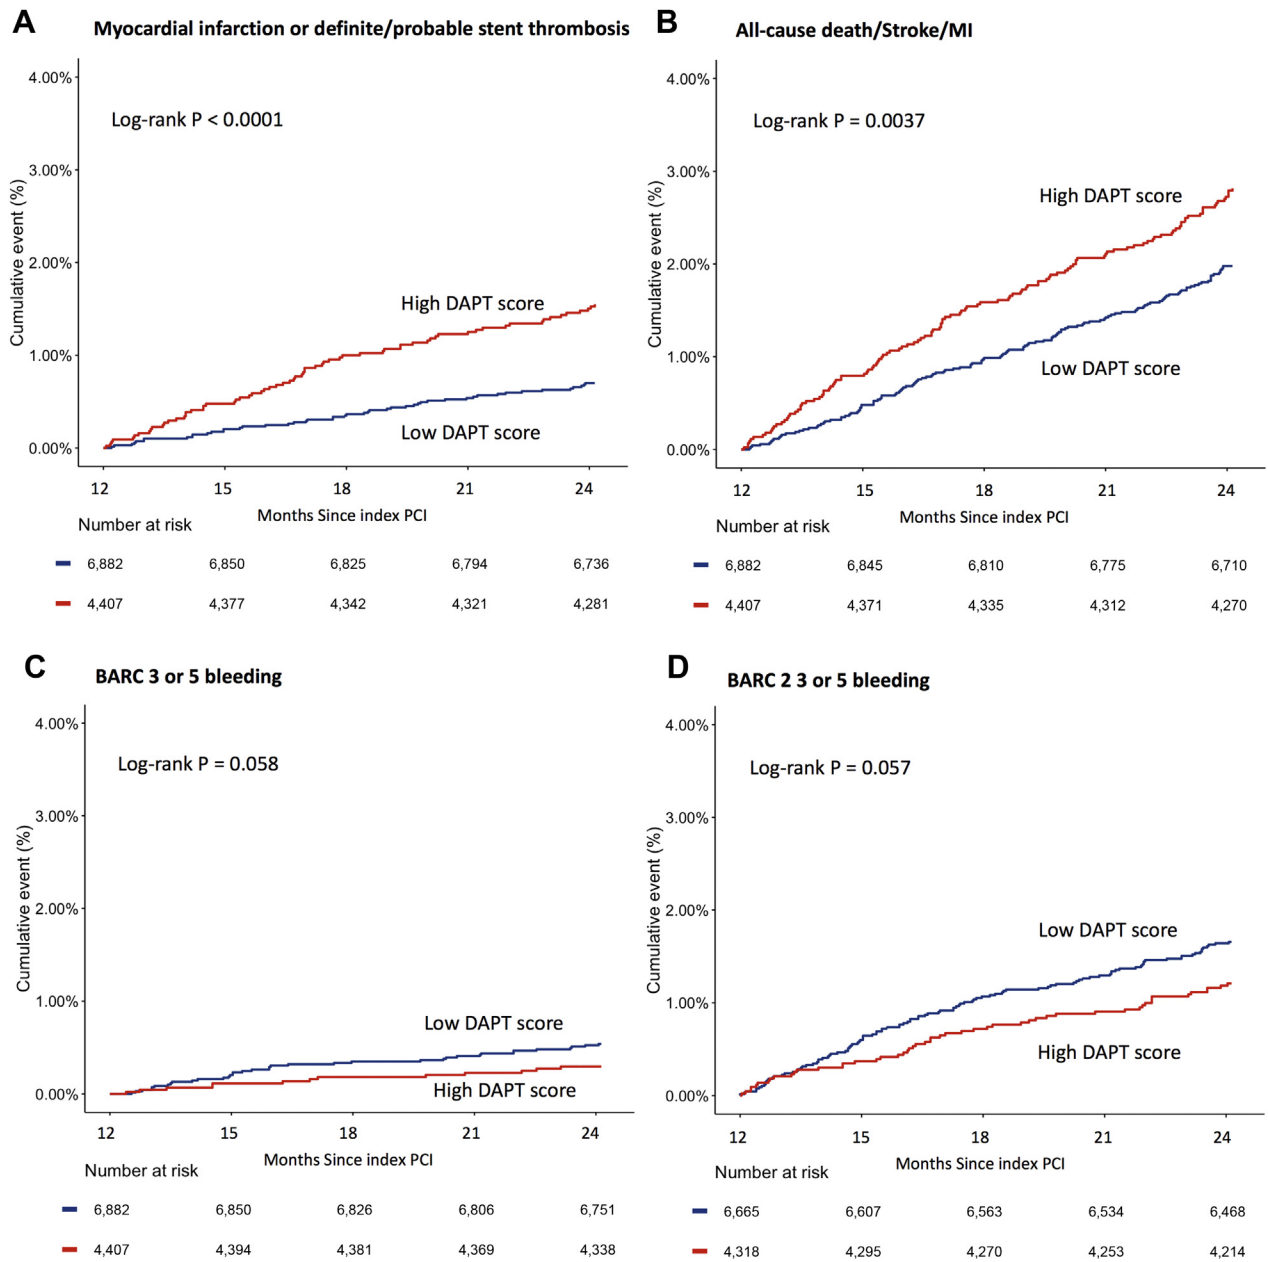 A
Myocardial infarction or definite/probable stent thrombosis
4.00%
Log-rank P < 0.0001
3.00%
Cumulative event (%)
2.00%
High DAPT score
1.00%
Low DAPT score
0.00%
12 15 18 21 24
Months Since index PCI
Number at risk
6,882 6,850 6,825 6,794 6,736
4,407 4,377 4,342 4,321 4,281
B
All-cause death/Stroke/MI
4.00%
Log-rank P = 0.0037
3.00%
High DAPT score
Cumulative event (%)
2.00%
1.00%
Low DAPT score
0.00%
12 15 18 21 24
Months Since index PCI
Number at risk
6,882 6,845 6,810 6,775 6,710
4,407 4,371 4,335 4,312 4,270
C
BARC 3 or 5 bleeding
4.00%
Log-rank P = 0.058
3.00%
Cumulative event (%)
2.00%
1.00%
Low DAPT score
High DAPT score
0.00%
12 15 18 21 24
Months Since index PCI
Number at risk
6,882 6,850 6,826 6,806 6,751
4,407 4,394 4,381 4,369 4,338
D
BARC 2 3 or 5 bleeding
4.00%
Log-rank P = 0.057
3.00%
Cumulative event (%)
2.00%
Low DAPT score
1.00%
High DAPT score
0.00%
12 15 18 21 24
Months Since index PCI
Number at risk
6,665 6,607 6,563 6,534 6,468
4,318 4,295 4,270 4,253 4,214